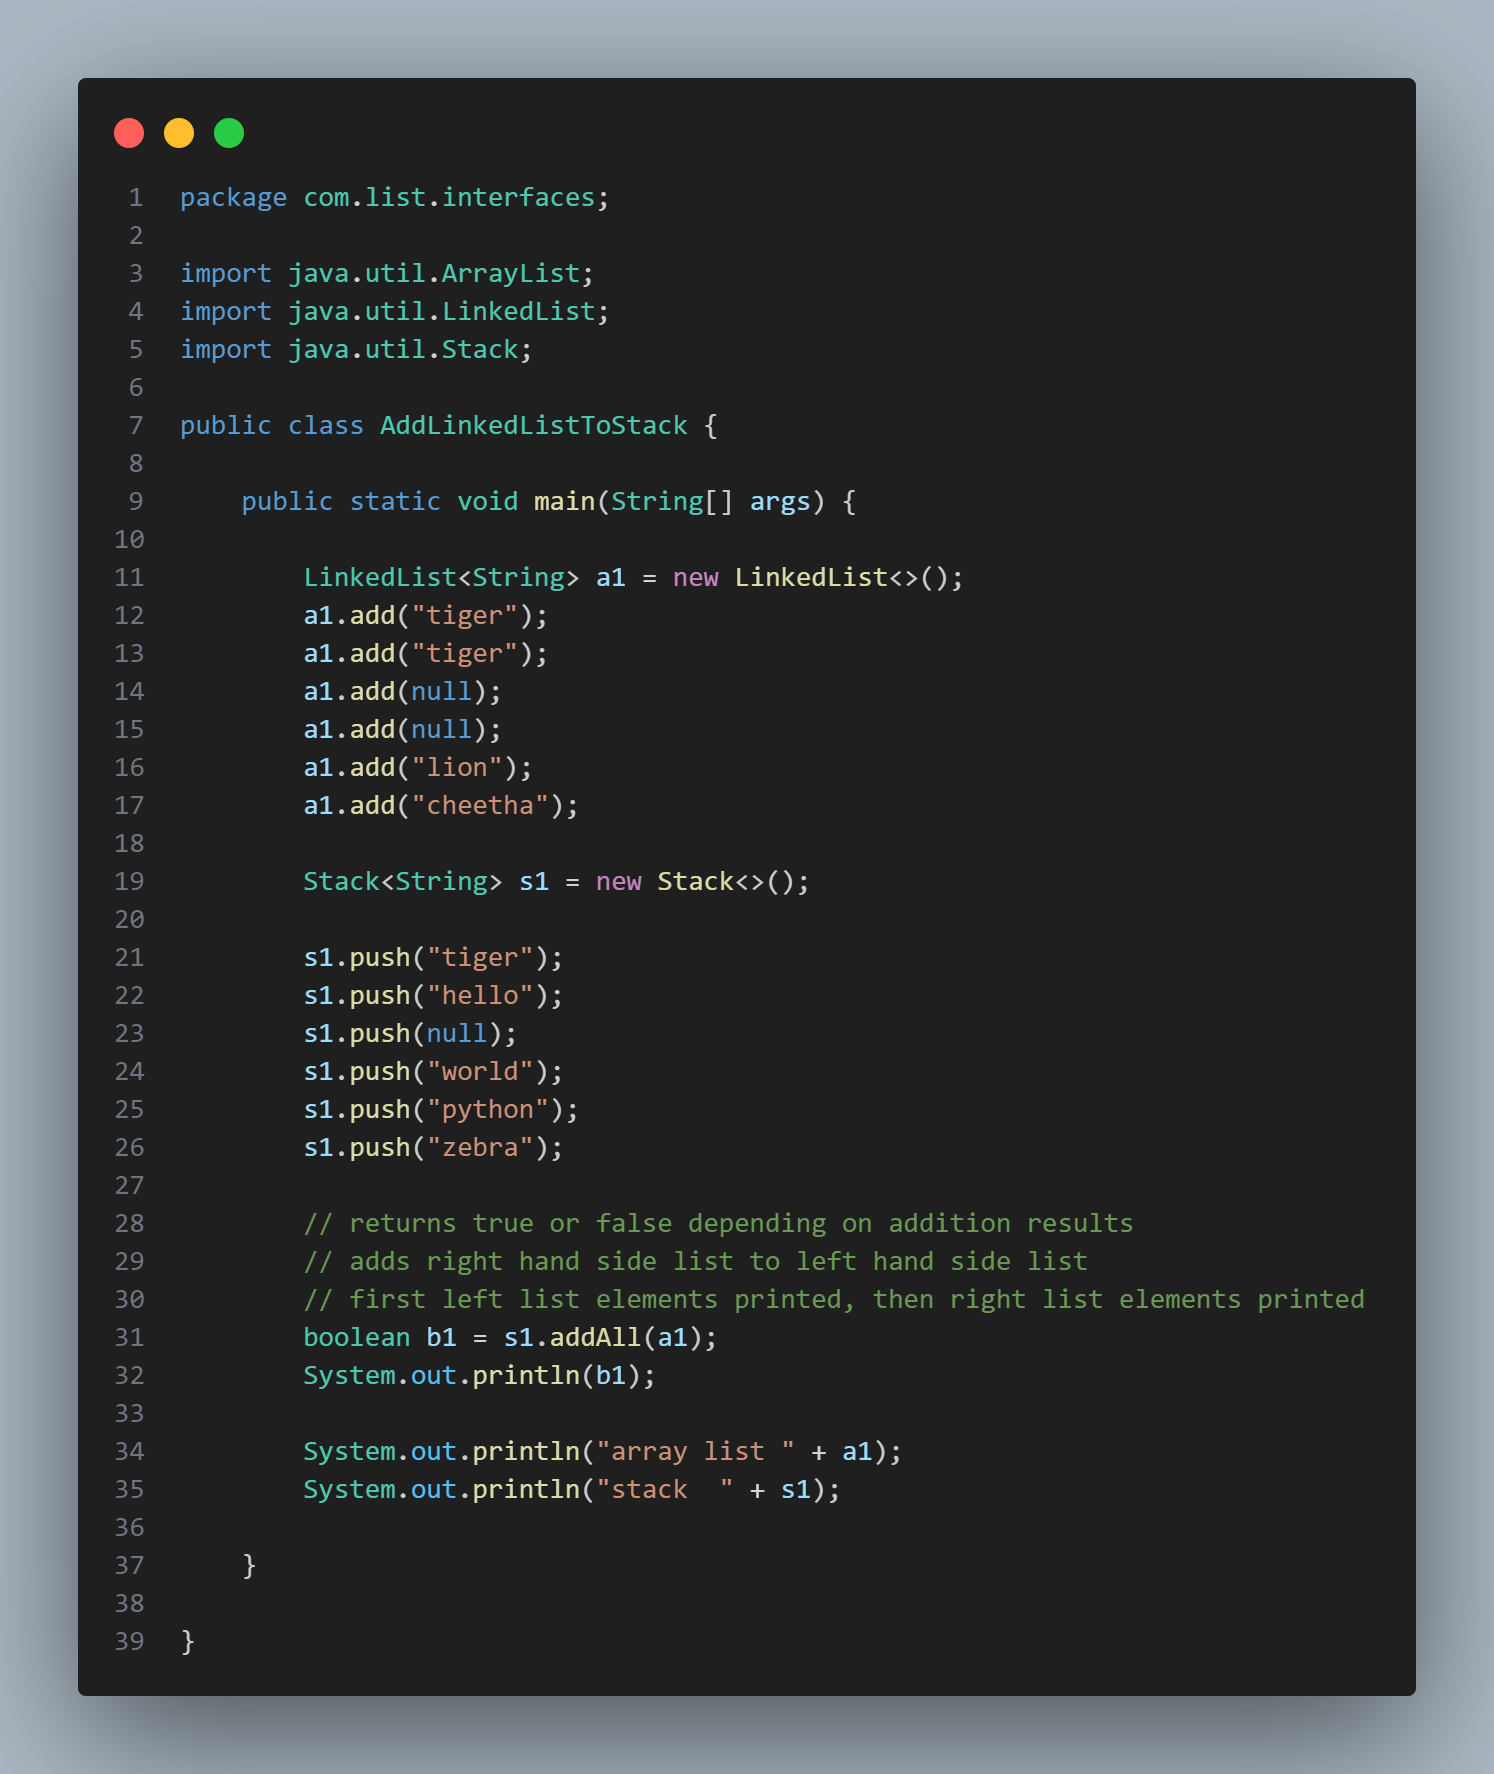 1 package com.list.interfaces;
2
3 import java.util.ArrayList;
4 import java.util.LinkedList;
5 import java.util.Stack;
6
7 public class AddLinkedListToStack {
8
9     public static void main(String[] args) {
10
11         LinkedList<String> a1 = new LinkedList<>();
12         a1.add("tiger");
13         a1.add("tiger");
14         a1.add(null);
15         a1.add(null);
16         a1.add("lion");
17         a1.add("cheetha");
18
19         Stack<String> s1 = new Stack<>();
20
21         s1.push("tiger");
22         s1.push("hello");
23         s1.push(null);
24         s1.push("world");
25         s1.push("python");
26         s1.push("zebra");
27
28         // returns true or false depending on addition results
29         // adds right hand side list to left hand side list
30         // first left list elements printed, then right list elements printed
31         boolean b1 = s1.addAll(a1);
32         System.out.println(b1);
33
34         System.out.println("array list " + a1);
35         System.out.println("stack  " + s1);
36
37     }
38
39 }